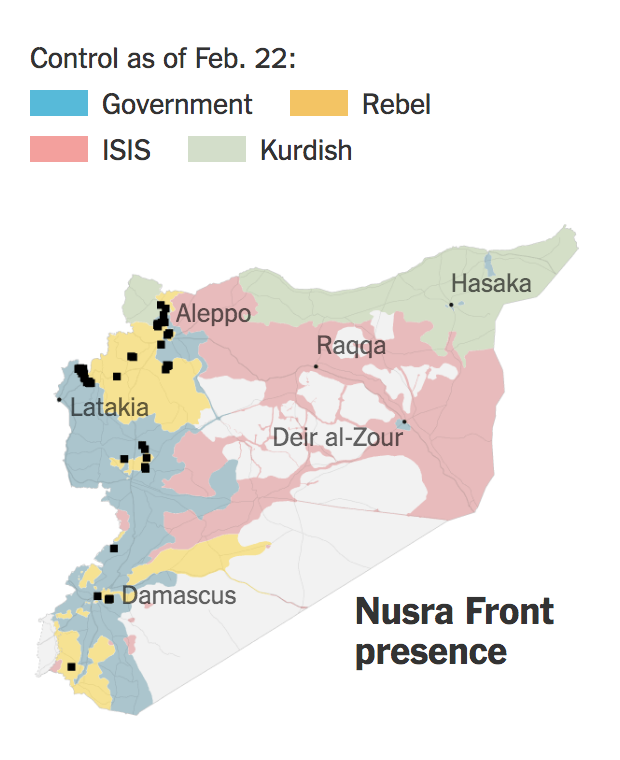 Control as of Feb. 22:
Government
Rebel
ISIS
Kurdish
Hasaka
Aleppo
Raqqa
Latakia
Deir al-Zour
Damascus
Nusra Front
presence